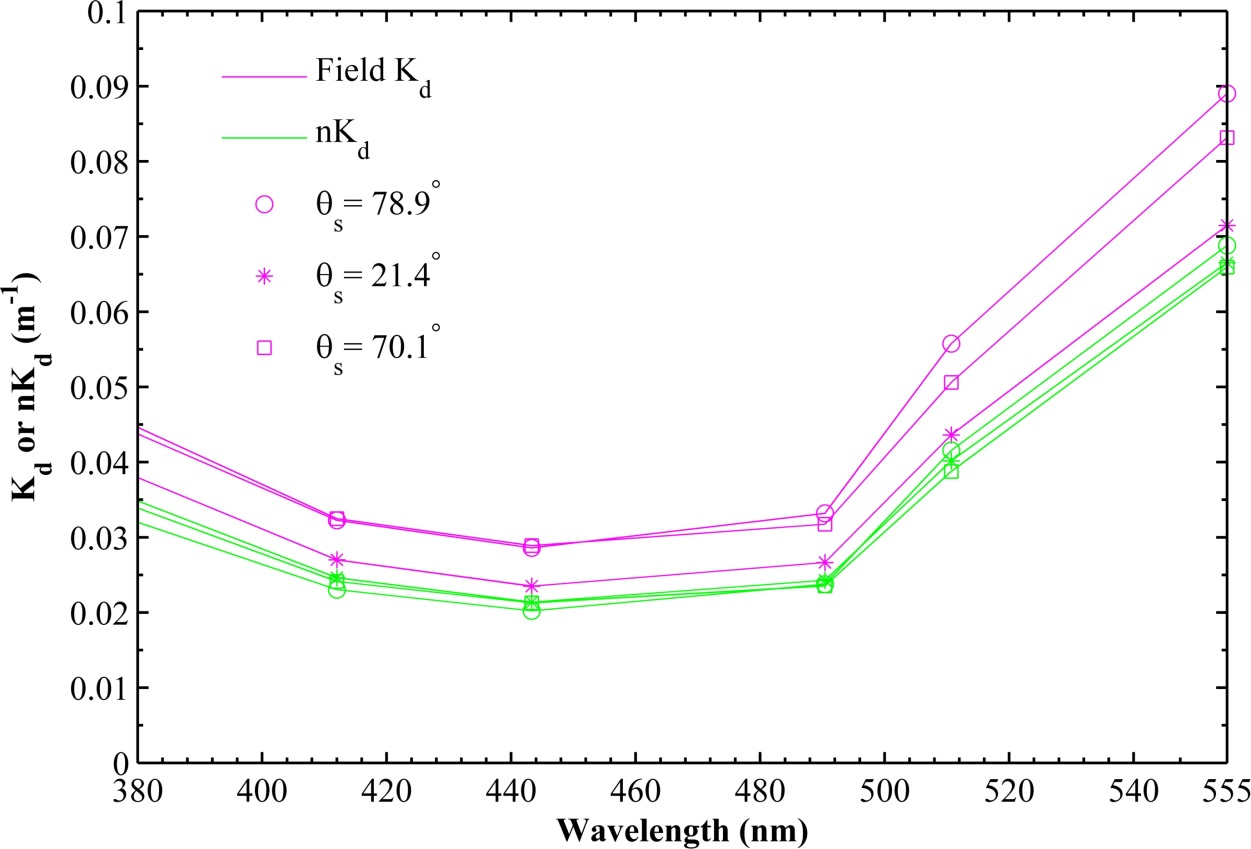 0.1
0.09
0.08
0.07
0.06
0.05
0.04
0.03
0.02
0.01
0
K_d or nK_d (m^-1)
Field K_d
nK_d
θ_s = 78.9°
θ_s = 21.4°
θ_s = 70.1°
380 400 420 440 460 480 500 520 540 555
Wavelength (nm)